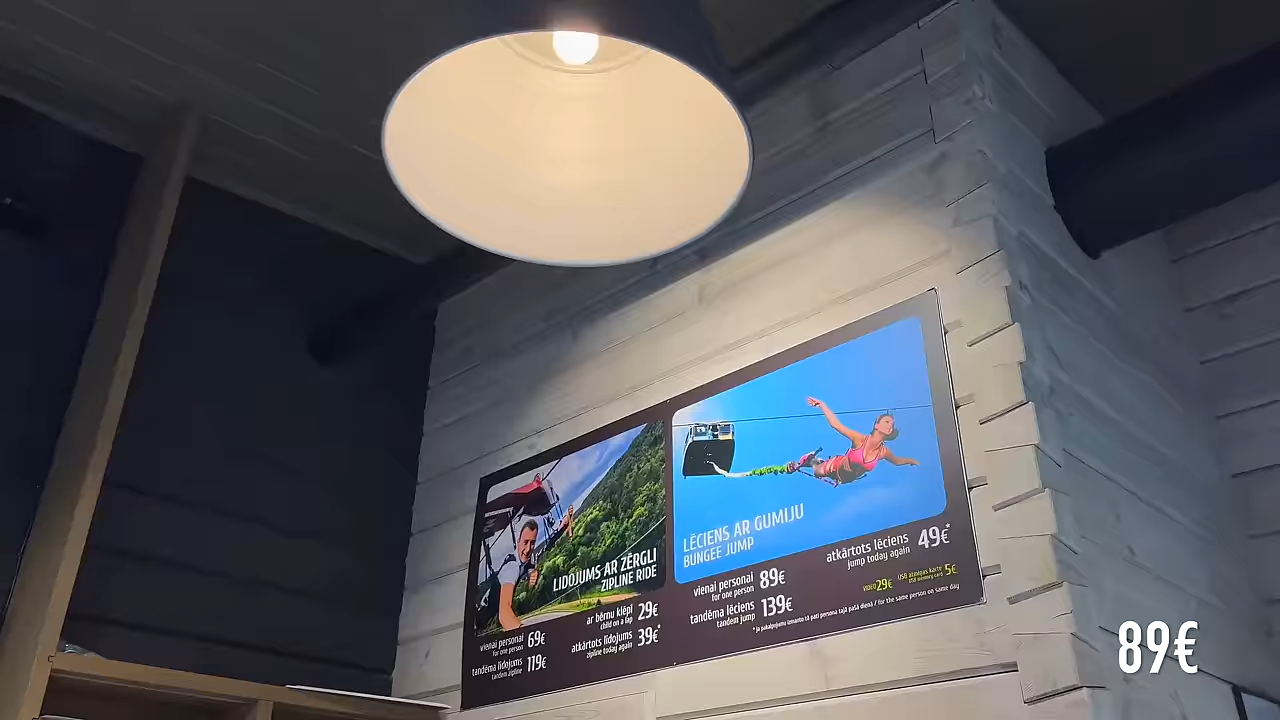 LIDOJUMS AR ZĒRGLI
ZIPLINE RIDE
vienai personai 69€
for one person
tandēma lidojums 119€
tandem zipline
ar bērnu klēpī 29€
child on a lap
atkārtots lidojums 39€*
zipline today again
LĒCIENS AR GUMIJU
BUNGEE JUMP
vienai personai 89€
for one person
tandēma lēciens 139€
tandem jump
atkārtots lēciens 49€*
jump today again
VIDEO 29€ USB atmiņas karte 5€
USB memory card
* ja pakalpojumu izmanto tā pati persona tajā pašā dienā / for the same person on same day
89€